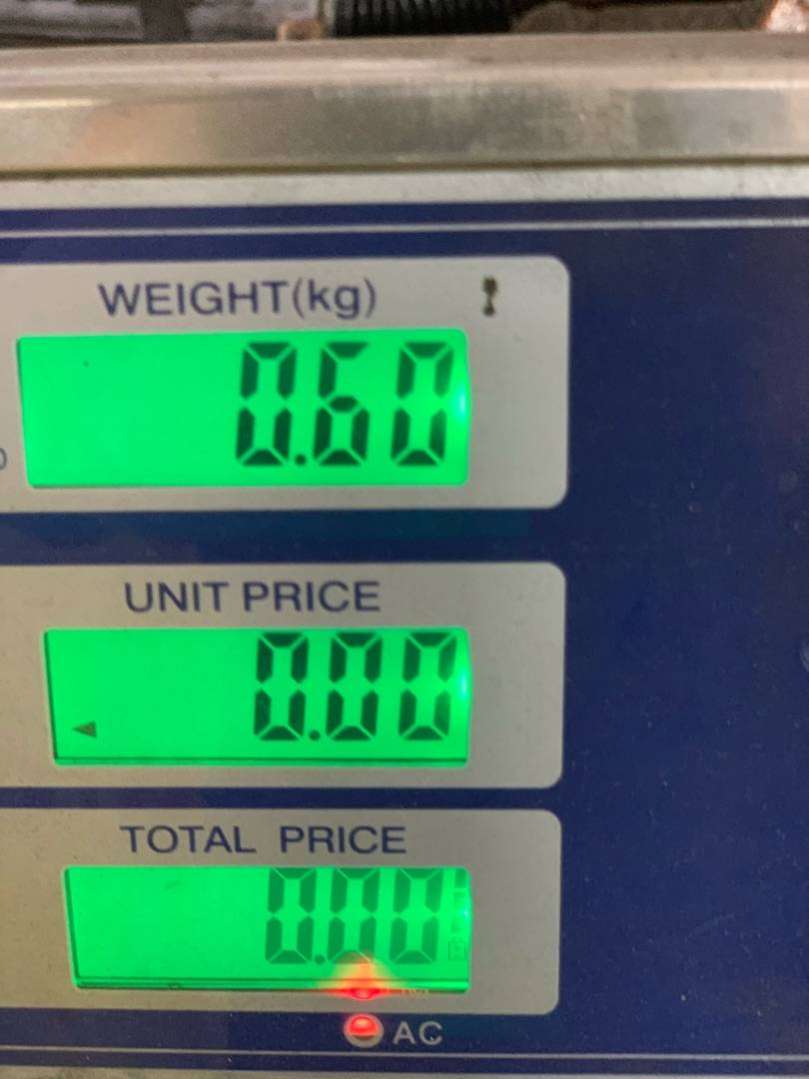 WEIGHT(kg)
0.60
UNIT PRICE
0.00
TOTAL PRICE
0.00
AC